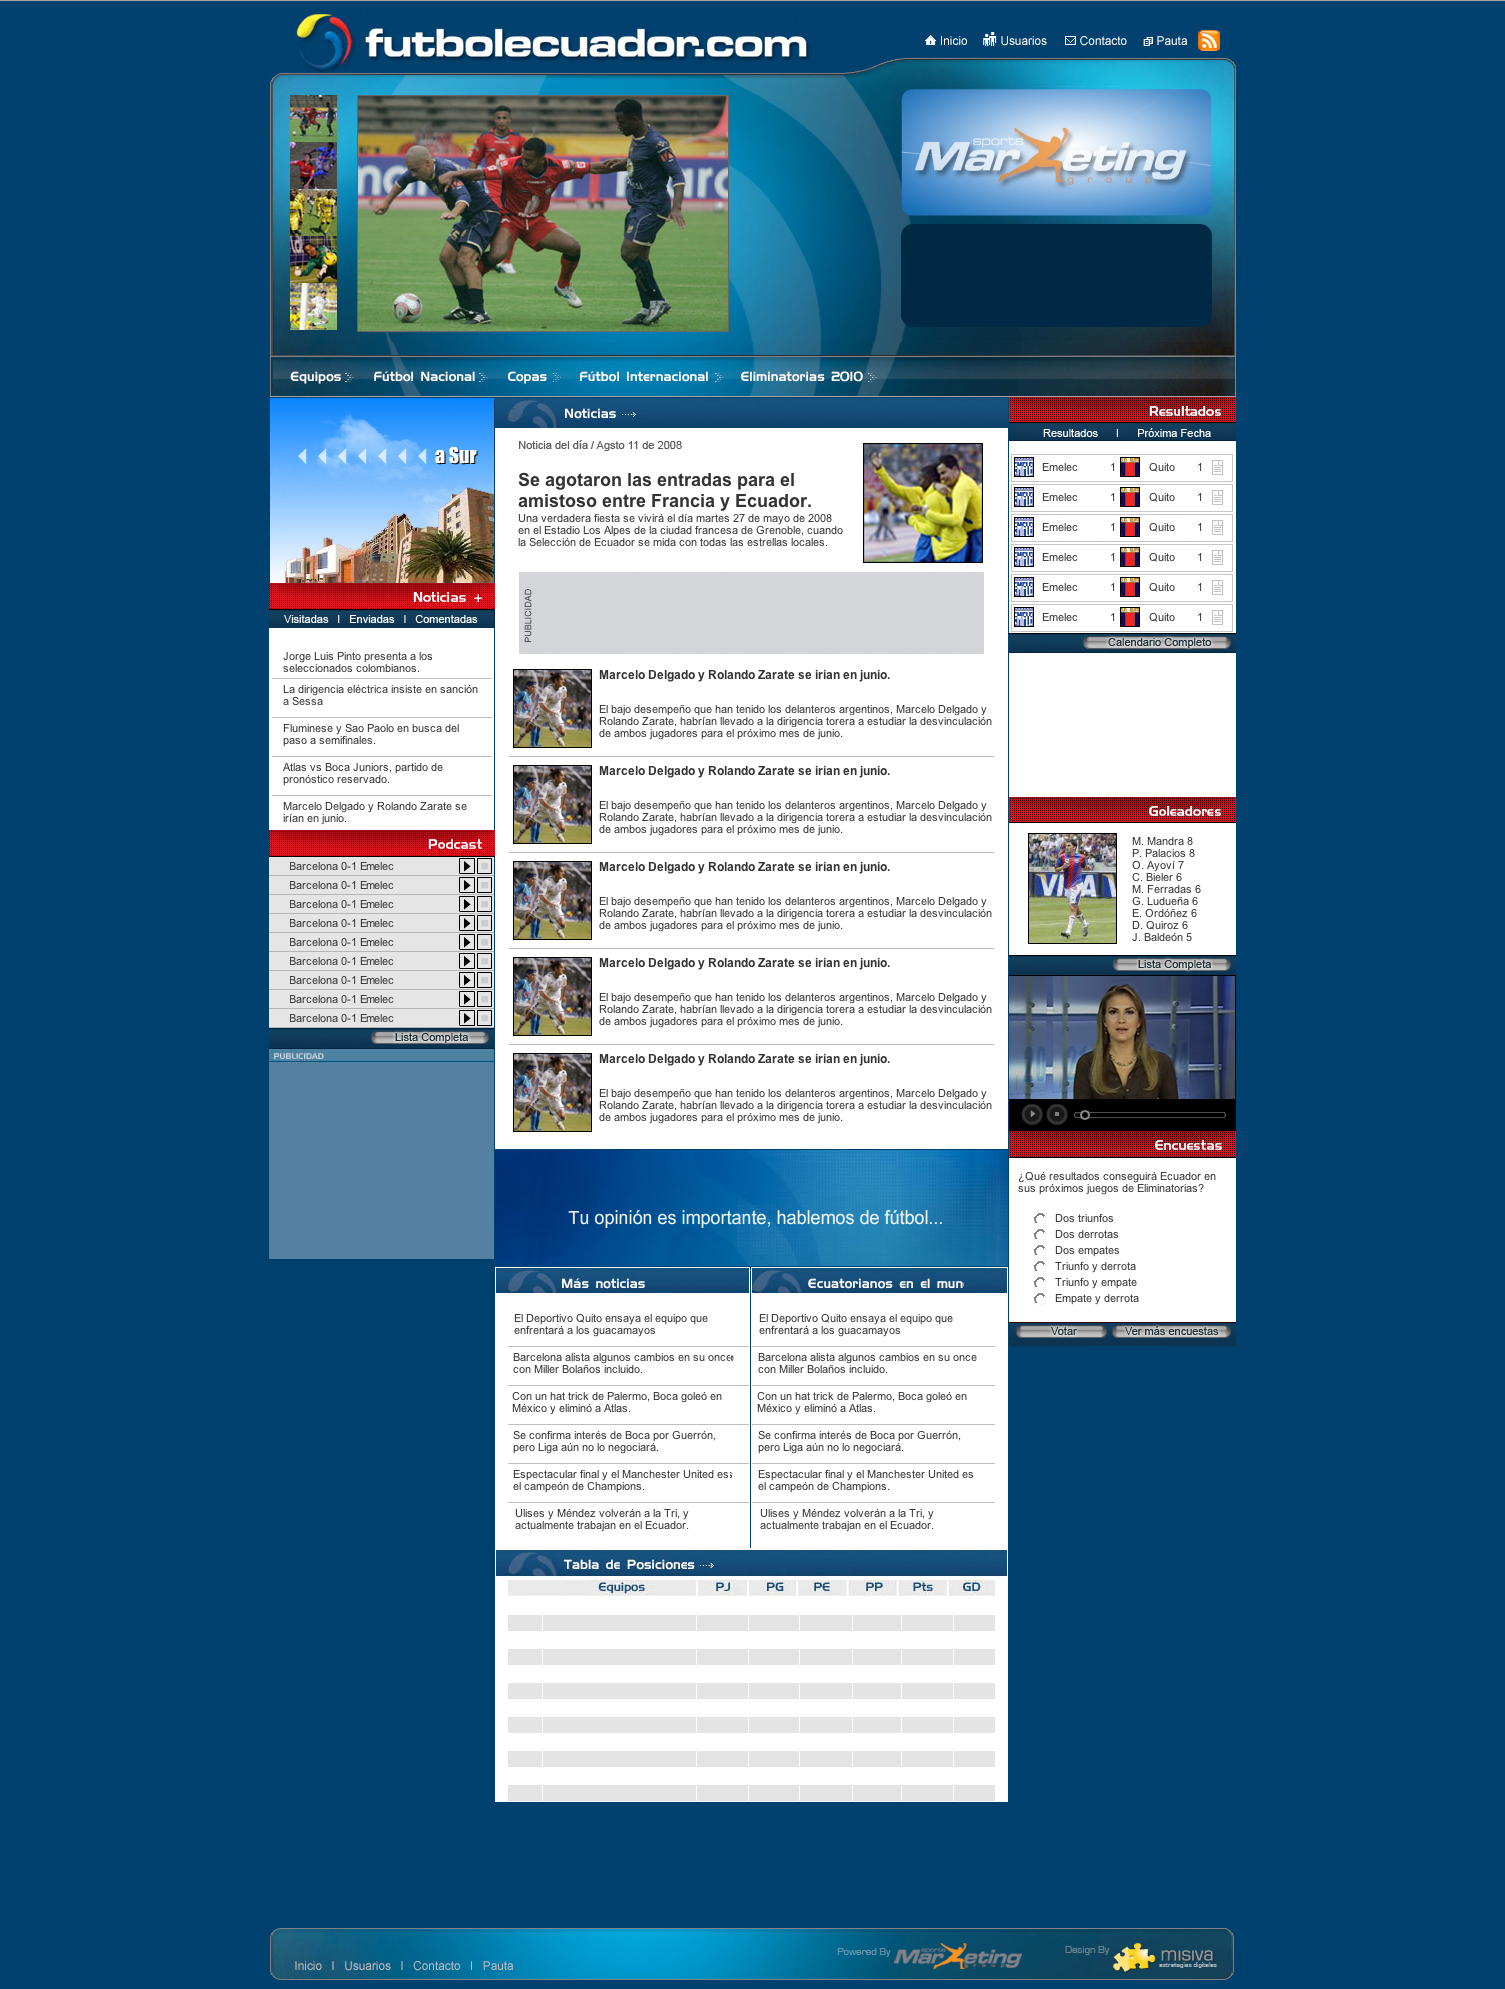 futbolecuador.com
Inicio
Usuarios
Contacto
Pauta
sports
Marketing
group
Equipos
Fútbol Nacional
Copas
Fútbol Internacional
Eliminatorias 2010
a Sur
Noticias +
Visitadas I Enviadas I Comentadas
Jorge Luis Pinto presenta a los
seleccionados colombianos.
La dirigencia eléctrica insiste en sanción
a Sessa
Fluminese y Sao Paolo en busca del
paso a semifinales.
Atlas vs Boca Juniors, partido de
pronóstico reservado.
Marcelo Delgado y Rolando Zarate se
irían en junio.
Podcast
Barcelona 0-1 Emelec
Barcelona 0-1 Emelec
Barcelona 0-1 Emelec
Barcelona 0-1 Emelec
Barcelona 0-1 Emelec
Barcelona 0-1 Emelec
Barcelona 0-1 Emelec
Barcelona 0-1 Emelec
Barcelona 0-1 Emelec
Lista Completa
PUBLICIDAD
Noticias
Noticia del día / Agsto 11 de 2008
Se agotaron las entradas para el
amistoso entre Francia y Ecuador.
Una verdadera fiesta se vivirá el día martes 27 de mayo de 2008
en el Estadio Los Alpes de la ciudad francesa de Grenoble, cuando
la Selección de Ecuador se mida con todas las estrellas locales.
PUBLICIDAD
Marcelo Delgado y Rolando Zarate se irían en junio.
El bajo desempeño que han tenido los delanteros argentinos, Marcelo Delgado y
Rolando Zarate, habrían llevado a la dirigencia torera a estudiar la desvinculación
de ambos jugadores para el próximo mes de junio.
Marcelo Delgado y Rolando Zarate se irían en junio.
El bajo desempeño que han tenido los delanteros argentinos, Marcelo Delgado y
Rolando Zarate, habrían llevado a la dirigencia torera a estudiar la desvinculación
de ambos jugadores para el próximo mes de junio.
Marcelo Delgado y Rolando Zarate se irían en junio.
El bajo desempeño que han tenido los delanteros argentinos, Marcelo Delgado y
Rolando Zarate, habrían llevado a la dirigencia torera a estudiar la desvinculación
de ambos jugadores para el próximo mes de junio.
Marcelo Delgado y Rolando Zarate se irían en junio.
El bajo desempeño que han tenido los delanteros argentinos, Marcelo Delgado y
Rolando Zarate, habrían llevado a la dirigencia torera a estudiar la desvinculación
de ambos jugadores para el próximo mes de junio.
Marcelo Delgado y Rolando Zarate se irían en junio.
El bajo desempeño que han tenido los delanteros argentinos, Marcelo Delgado y
Rolando Zarate, habrían llevado a la dirigencia torera a estudiar la desvinculación
de ambos jugadores para el próximo mes de junio.
Tu opinión es importante, hablemos de fútbol...
Más noticias
El Deportivo Quito ensaya el equipo que
enfrentará a los guacamayos
Barcelona alista algunos cambios en su once
con Miller Bolaños incluido.
Con un hat trick de Palermo, Boca goleó en
México y eliminó a Atlas.
Se confirma interés de Boca por Guerrón,
pero Liga aún no lo negociará.
Espectacular final y el Manchester United es
el campeón de Champions.
Ulises y Méndez volverán a la Tri, y
actualmente trabajan en el Ecuador.
Ecuatorianos en el mun
El Deportivo Quito ensaya el equipo que
enfrentará a los guacamayos
Barcelona alista algunos cambios en su once
con Miller Bolaños incluido.
Con un hat trick de Palermo, Boca goleó en
México y eliminó a Atlas.
Se confirma interés de Boca por Guerrón,
pero Liga aún no lo negociará.
Espectacular final y el Manchester United es
el campeón de Champions.
Ulises y Méndez volverán a la Tri, y
actualmente trabajan en el Ecuador.
Tabla de Posiciones
Equipos PJ PG PE PP Pts GD
Resultados
Resultados I Próxima Fecha
Emelec 1 Quito 1
Emelec 1 Quito 1
Emelec 1 Quito 1
Emelec 1 Quito 1
Emelec 1 Quito 1
Emelec 1 Quito 1
Calendario Completo
Goleadores
M. Mandra 8
P. Palacios 8
O. Ayoví 7
C. Bieler 6
M. Ferradas 6
G. Ludueña 6
E. Ordóñez 6
D. Quiroz 6
J. Baldeón 5
Lista Completa
Encuestas
¿Qué resultados conseguirá Ecuador en
sus próximos juegos de Eliminatorias?
Dos triunfos
Dos derrotas
Dos empates
Triunfo y derrota
Triunfo y empate
Empate y derrota
Votar
Ver más encuestas
Inicio I Usuarios I Contacto I Pauta
Powered By
sports
Marketing
Design By
misiva
estrategias digitales